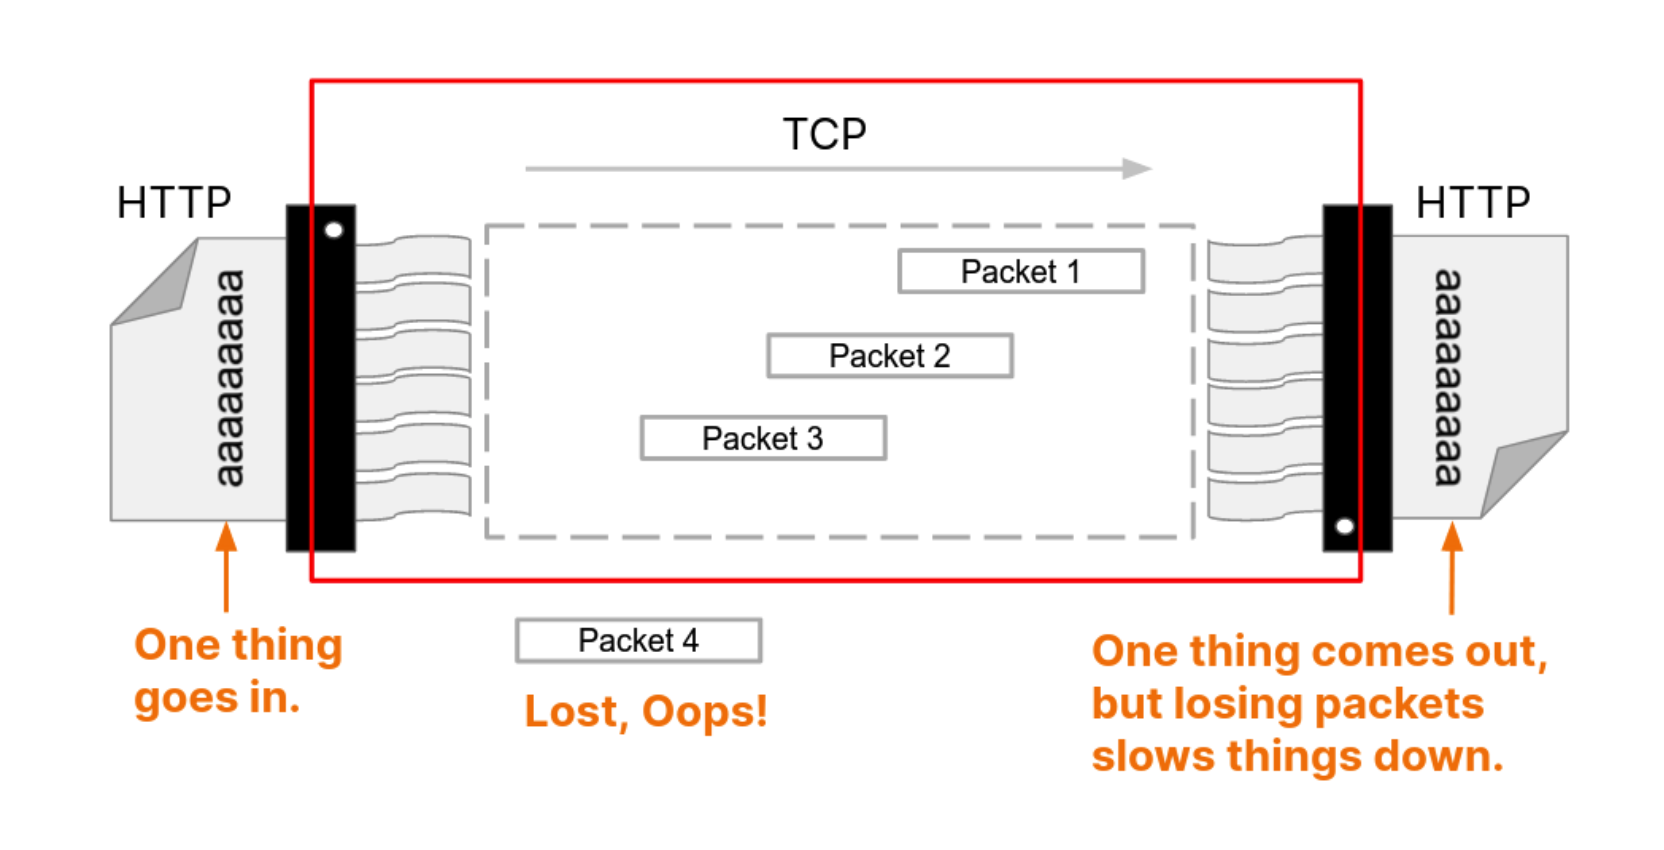 TCP
HTTP
HTTP
aaaaaaaaa
aaaaaaaaa
Packet 1
Packet 2
Packet 3
Packet 4
One thing
goes in.
Lost, Oops!
One thing comes out,
but losing packets
slows things down.